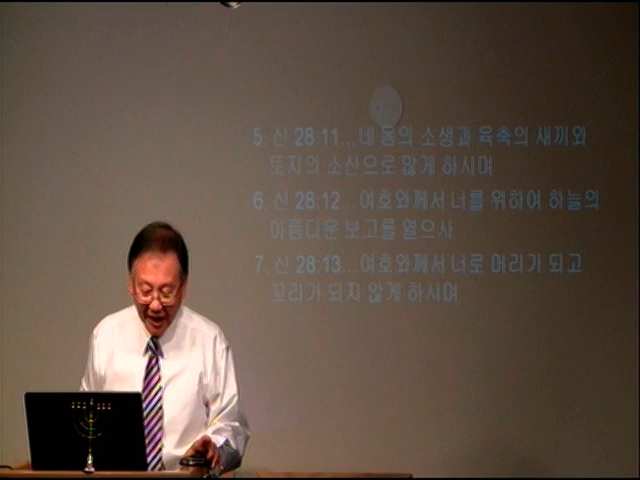 5. 신 28:11...네 몸의 소생과 육축의 새끼와
토지의 소산으로 많게 하시며
6. 신 28:12...여호와께서 너를 위하여 하늘의
아름다운 보고를 열으사
7. 신 28:13...여호와께서 너로 머리가 되고
꼬리가 되지 않게 하시며